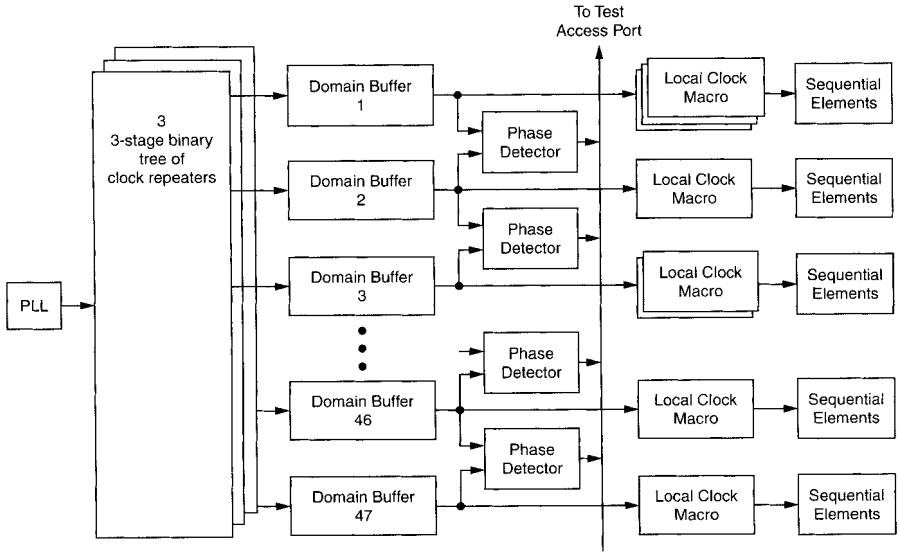 To Test
Access Port
3
3-stage binary
tree of
clock repeaters
PLL
Domain Buffer
1
Phase
Detector
Local Clock
Macro
Sequential
Elements
Domain Buffer
2
Phase
Detector
Local Clock
Macro
Sequential
Elements
Domain Buffer
3
Local Clock
Macro
Sequential
Elements
Phase
Detector
Domain Buffer
46
Phase
Detector
Local Clock
Macro
Sequential
Elements
Domain Buffer
47
Local Clock
Macro
Sequential
Elements